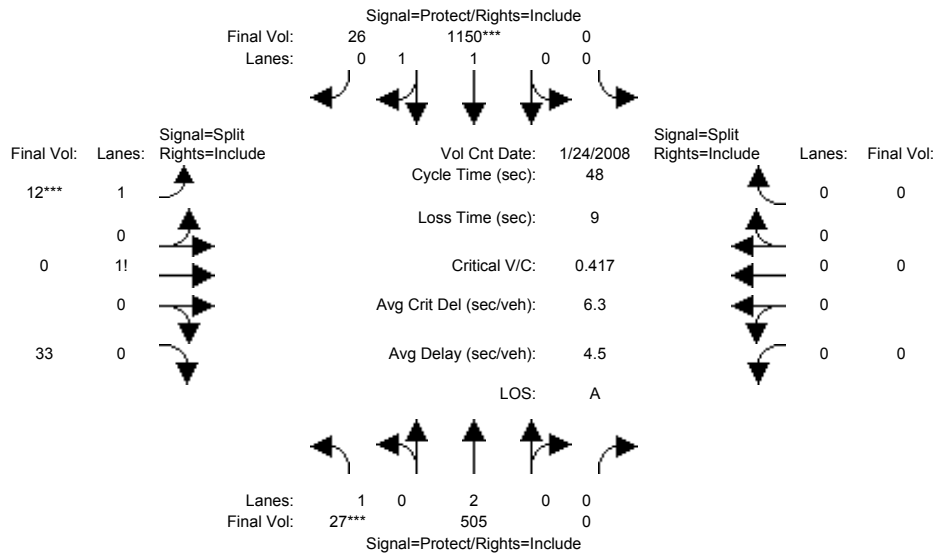 Signal=Protect/Rights=Include
Final Vol: 26 1150*** 0
Lanes: 0 1 1 0 0
Signal=Split Signal=Split
Final Vol: Lanes: Rights=Include Vol Cnt Date: 1/24/2008 Rights=Include Lanes: Final Vol:
Cycle Time (sec): 48
12*** 1 0 0
Loss Time (sec): 9
0 0
0 1! Critical V/C: 0.417 0 0
0 Avg Crit Del (sec/veh): 6.3 0
33 0 Avg Delay (sec/veh): 4.5 0 0
LOS: A
Lanes: 1 0 2 0 0
Final Vol: 27*** 505 0
Signal=Protect/Rights=Include